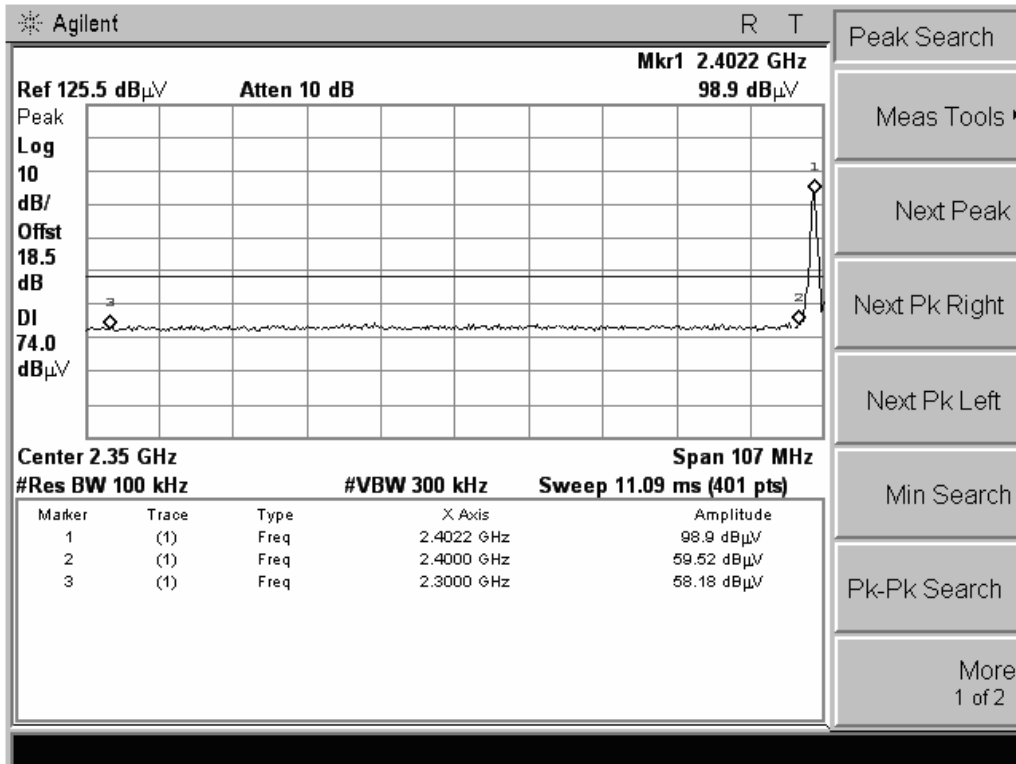 Agilent R T
Mkr1 2.4022 GHz
Ref 125.5 dBµV Atten 10 dB 98.9 dBµV
Peak
Log
10
dB/
Offst
18.5
dB
DI
74.0
dBµV
1
2
3
Center 2.35 GHz Span 107 MHz
#Res BW 100 kHz #VBW 300 kHz Sweep 11.09 ms (401 pts)
Marker Trace Type X Axis Amplitude
1 (1) Freq 2.4022 GHz 98.9 dBµV
2 (1) Freq 2.4000 GHz 59.52 dBµV
3 (1) Freq 2.3000 GHz 58.18 dBµV
Peak Search
Meas Tools
Next Peak
Next Pk Right
Next Pk Left
Min Search
Pk-Pk Search
More
1 of 2